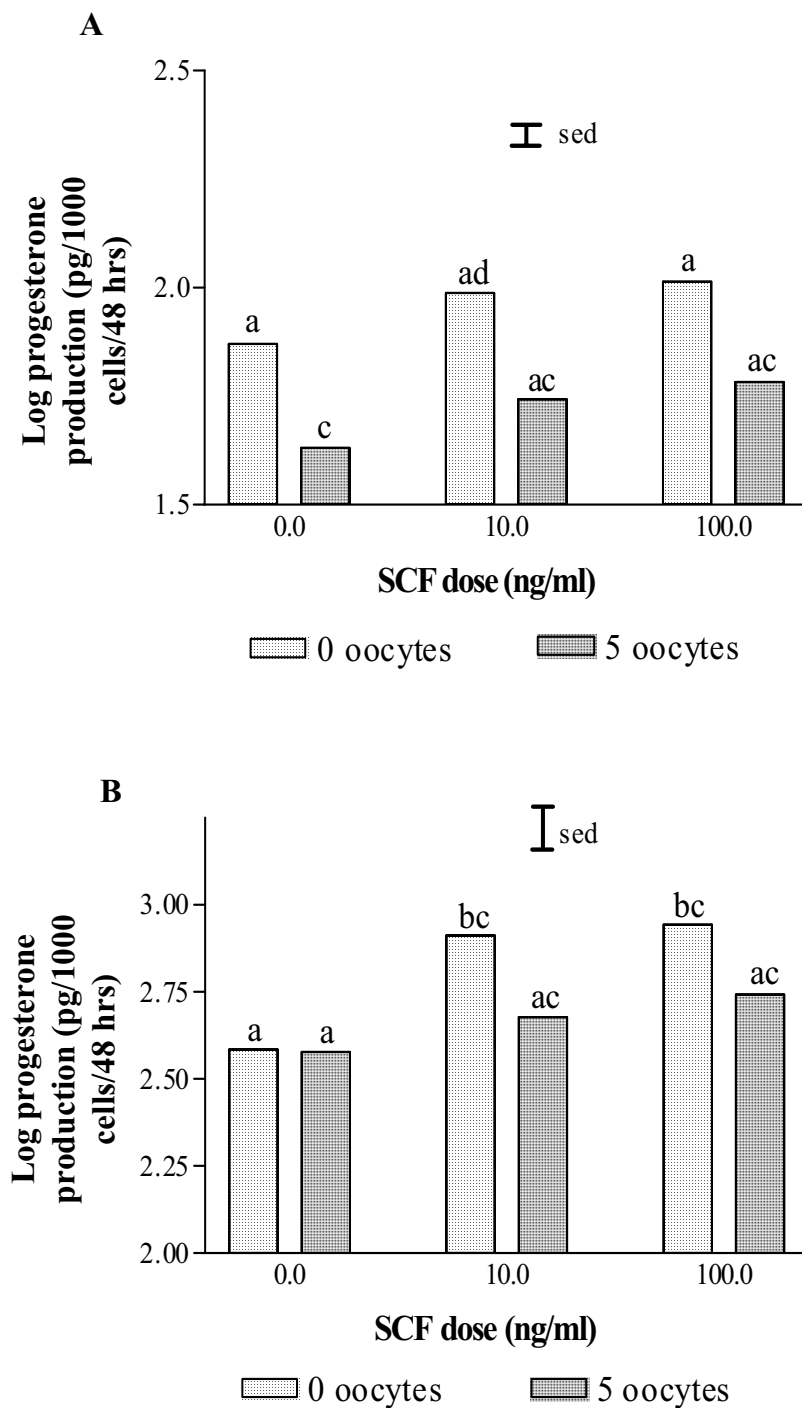 A
2.5
sed
2.0
a
ad
a
a
c
ac
ac
1.5
0.0
10.0
100.0
Log progesterone
production (pg/1000
cells/48 hrs)
SCF dose (ng/ml)
0 oocytes
5 oocytes
B
sed
3.00
2.75
2.50
2.25
2.00
a
a
bc
ac
bc
ac
0.0
10.0
100.0
Log progesterone
production (pg/1000
cells/48 hrs)
SCF dose (ng/ml)
0 oocytes
5 oocytes